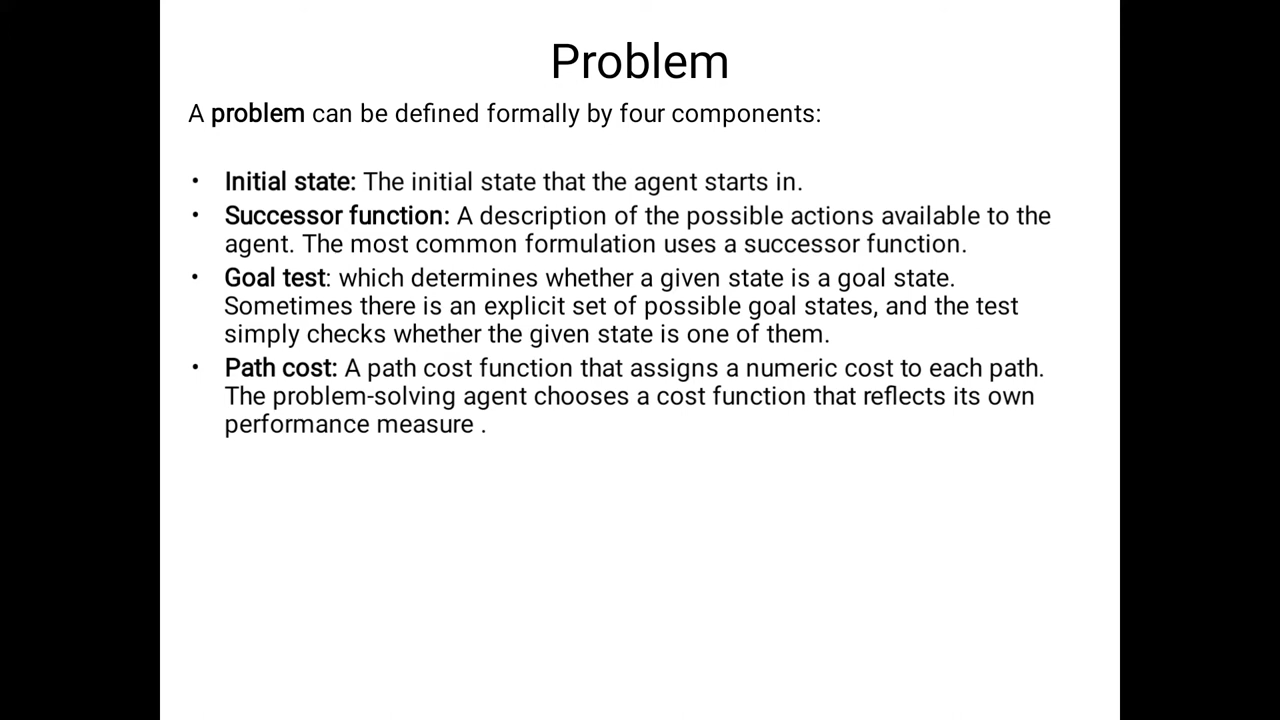 Problem
A problem can be defined formally by four components:
• Initial state: The initial state that the agent starts in.
• Successor function: A description of the possible actions available to the
agent. The most common formulation uses a successor function.
• Goal test: which determines whether a given state is a goal state.
Sometimes there is an explicit set of possible goal states, and the test
simply checks whether the given state is one of them.
• Path cost: A path cost function that assigns a numeric cost to each path.
The problem-solving agent chooses a cost function that reflects its own
performance measure .